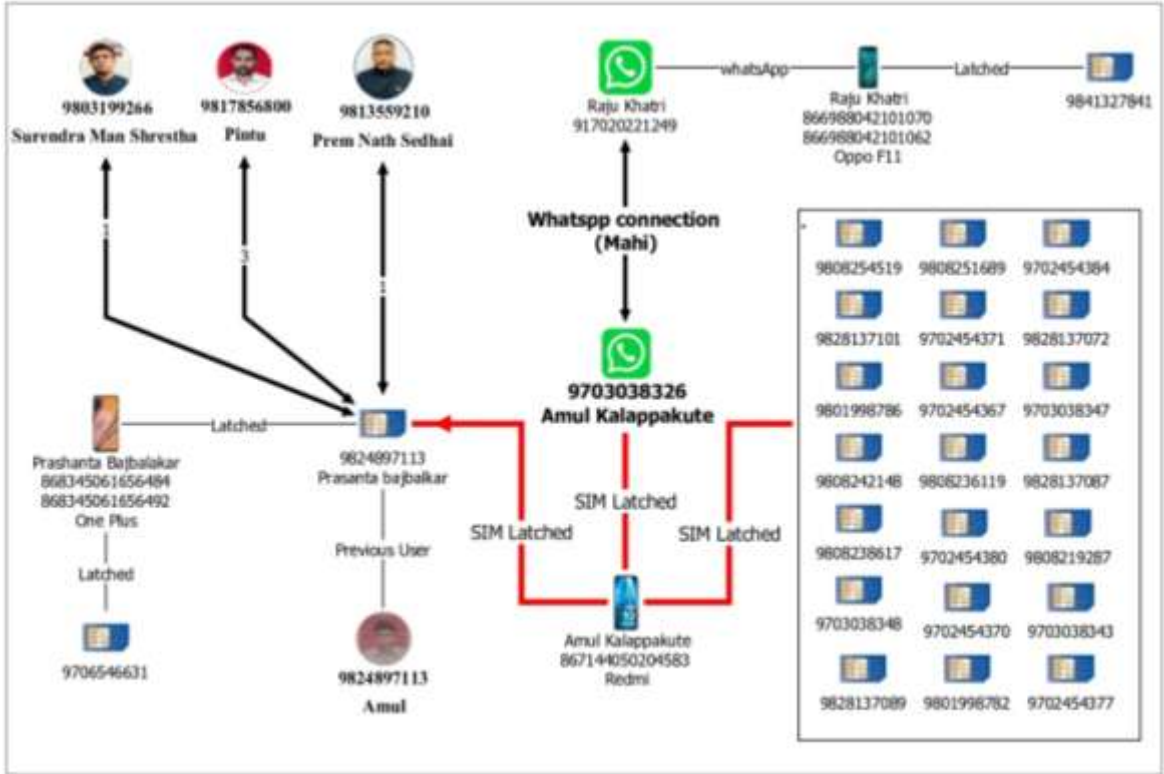 9803199266
Surendra Man Shrestha
9817856800
Pintu
9813559210
Prem Nath Sedhai
Raju Khatri
917020221249
whatsApp
Raju Khatri
866988042101070
866988042101062
Oppo F11
Latched
9841327841
Whatspp connection
(Mahi)
9703038326
Amul Kalappakute
3
Latched
Prashanta Bajbalakar
868345061656484
868345061656492
One Plus
Latched
9706546631
9824897113
Prasanta bajbalkar
Previous User
9824897113
Amul
SIM Latched
SIM Latched
SIM Latched
Amul Kalappakute
867144050204583
Redmi
9808254519 9808251689 9702454384
9828137101 9702454371 9828137072
9801998786 9702454367 9703038347
9808242148 9808236119 9828137087
9808238617 9702454380 9808219287
9703038348 9702454370 9703038343
9828137089 9801998782 9702454377